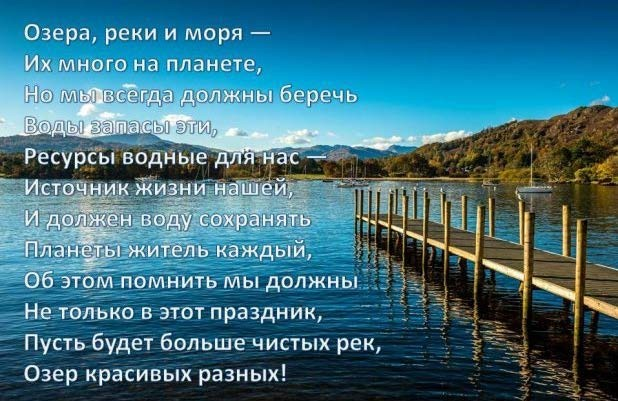 Озера, реки и моря —
Их много на планете,
Но мы всегда должны беречь
Воды запасы эти,
Ресурсы водные для нас —
Источник жизни нашей,
И должен воду сохранять
Планеты житель каждый,
Об этом помнить мы должны
Не только в этот праздник,
Пусть будет больше чистых рек,
Озер красивых разных!